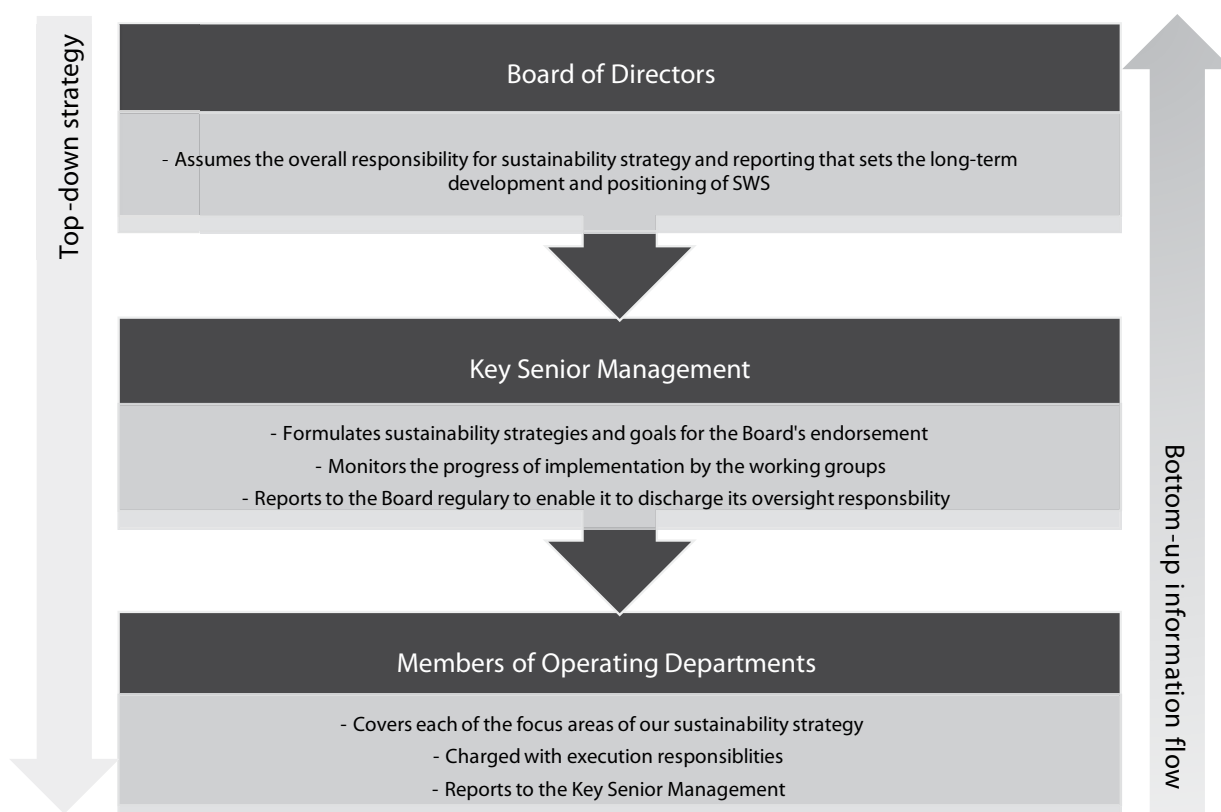 Top-down strategy
Board of Directors
- Assumes the overall responsibility for sustainability strategy and reporting that sets the long-term
development and positioning of SWS
Key Senior Management
- Formulates sustainability strategies and goals for the Board's endorsement
- Monitors the progress of implementation by the working groups
- Reports to the Board regulary to enable it to discharge its oversight responsbility
Members of Operating Departments
- Covers each of the focus areas of our sustainability strategy
- Charged with execution responsiblities
- Reports to the Key Senior Management
Bottom-up information flow